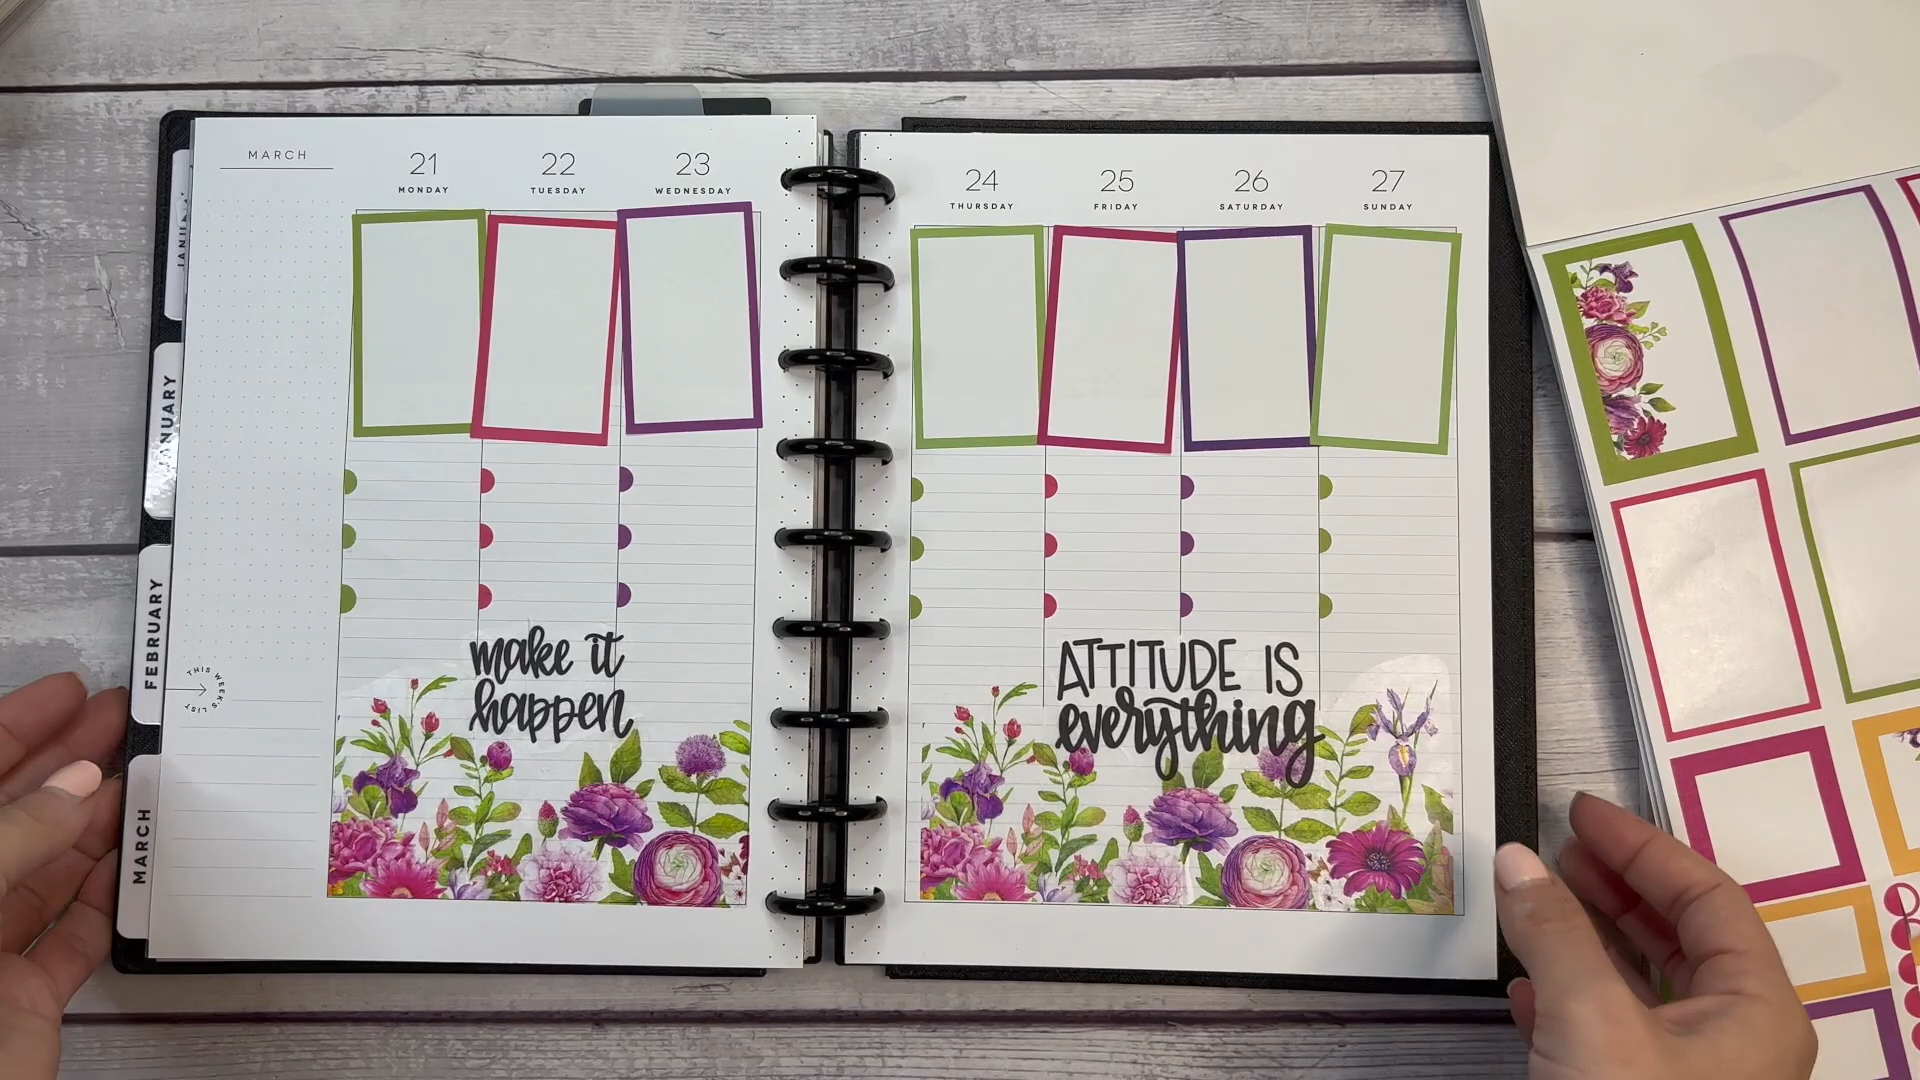 MARCH
21
MONDAY
22
TUESDAY
23
WEDNESDAY
24
THURSDAY
25
FRIDAY
26
SATURDAY
27
SUNDAY
JANUARY
FEBRUARY
MARCH
THIS WEEK'S LIST
make it
happen
ATTITUDE IS
everything